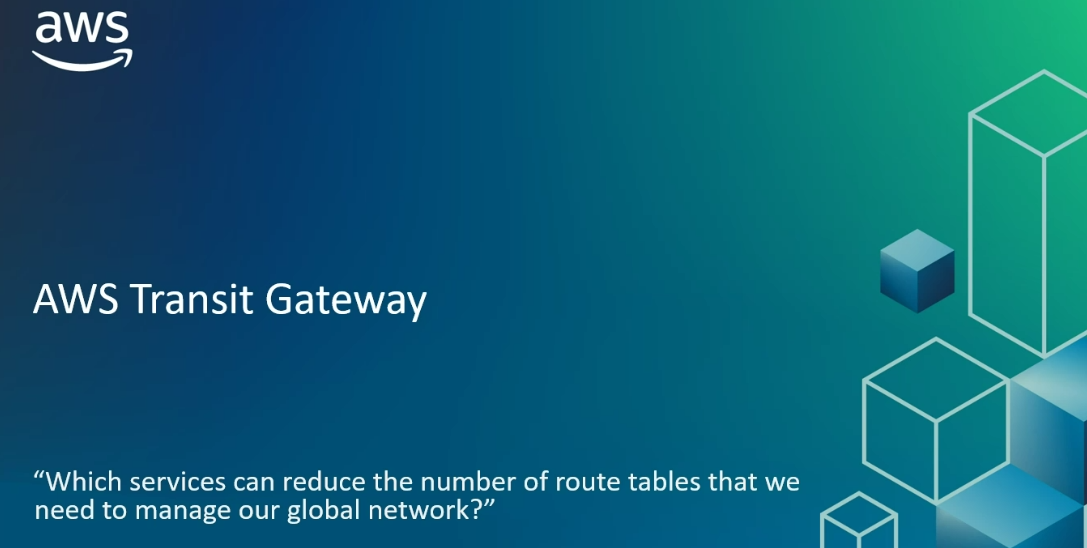 aws
AWS Transit Gateway
“Which services can reduce the number of route tables that we
need to manage our global network?”